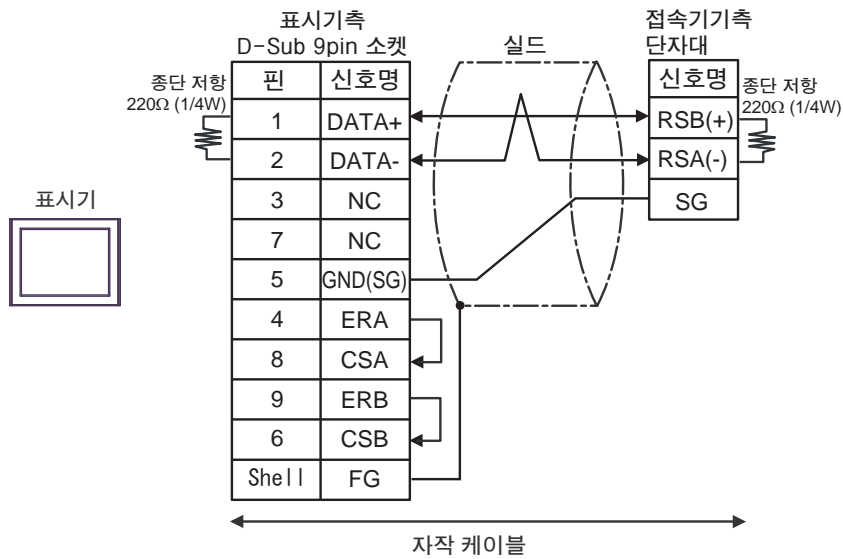 표시기측
D-Sub 9pin 소켓
실드
접속기기측
단자대
종단 저항
220Ω (1/4W)
핀 신호명
1 DATA+
2 DATA-
3 NC
7 NC
5 GND(SG)
4 ERA
8 CSA
9 ERB
6 CSB
Shell FG
신호명
RSB(+)
RSA(-)
SG
종단 저항
220Ω (1/4W)
표시기
자작 케이블